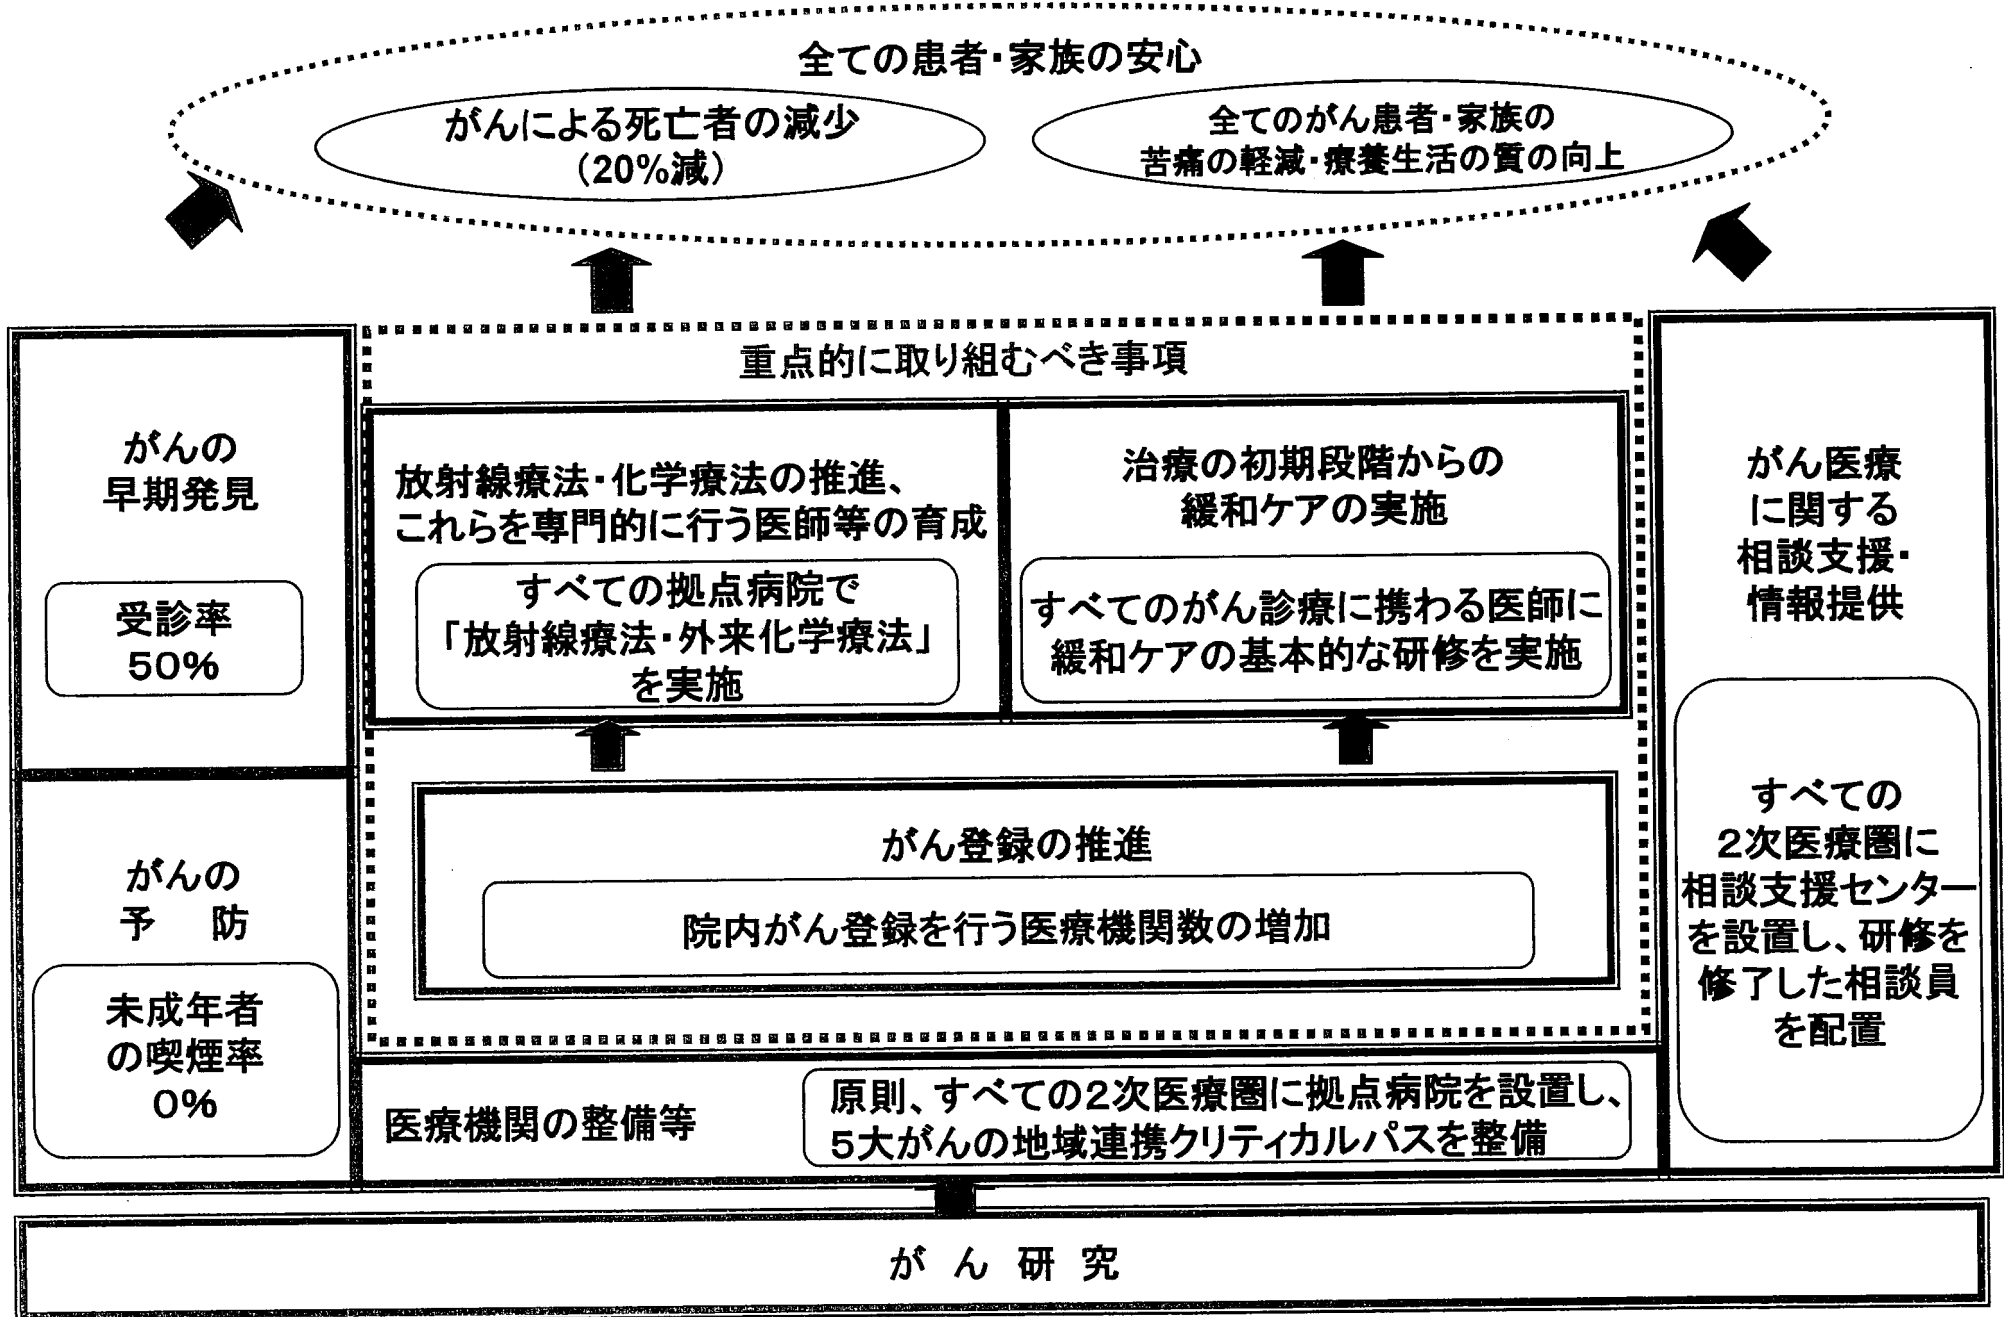 全ての患者・家族の安心
がんによる死亡者の減少
(20%減)
全てのがん患者・家族の
苦痛の軽減・療養生活の質の向上
がんの
早期発見
受診率
50%
がんの
予　防
未成年者
の喫煙率
0%
重点的に取り組むべき事項
放射線療法・化学療法の推進、
これらを専門的に行う医師等の育成
すべての拠点病院で
「放射線療法・外来化学療法」
を実施
治療の初期段階からの
緩和ケアの実施
すべてのがん診療に携わる医師に
緩和ケアの基本的な研修を実施
がん登録の推進
院内がん登録を行う医療機関数の増加
医療機関の整備等
原則、すべての2次医療圏に拠点病院を設置し、
5大がんの地域連携クリティカルパスを整備
がん医療
に関する
相談支援・
情報提供
すべての
2次医療圏に
相談支援センター
を設置し、研修を
修了した相談員
を配置
が ん 研 究